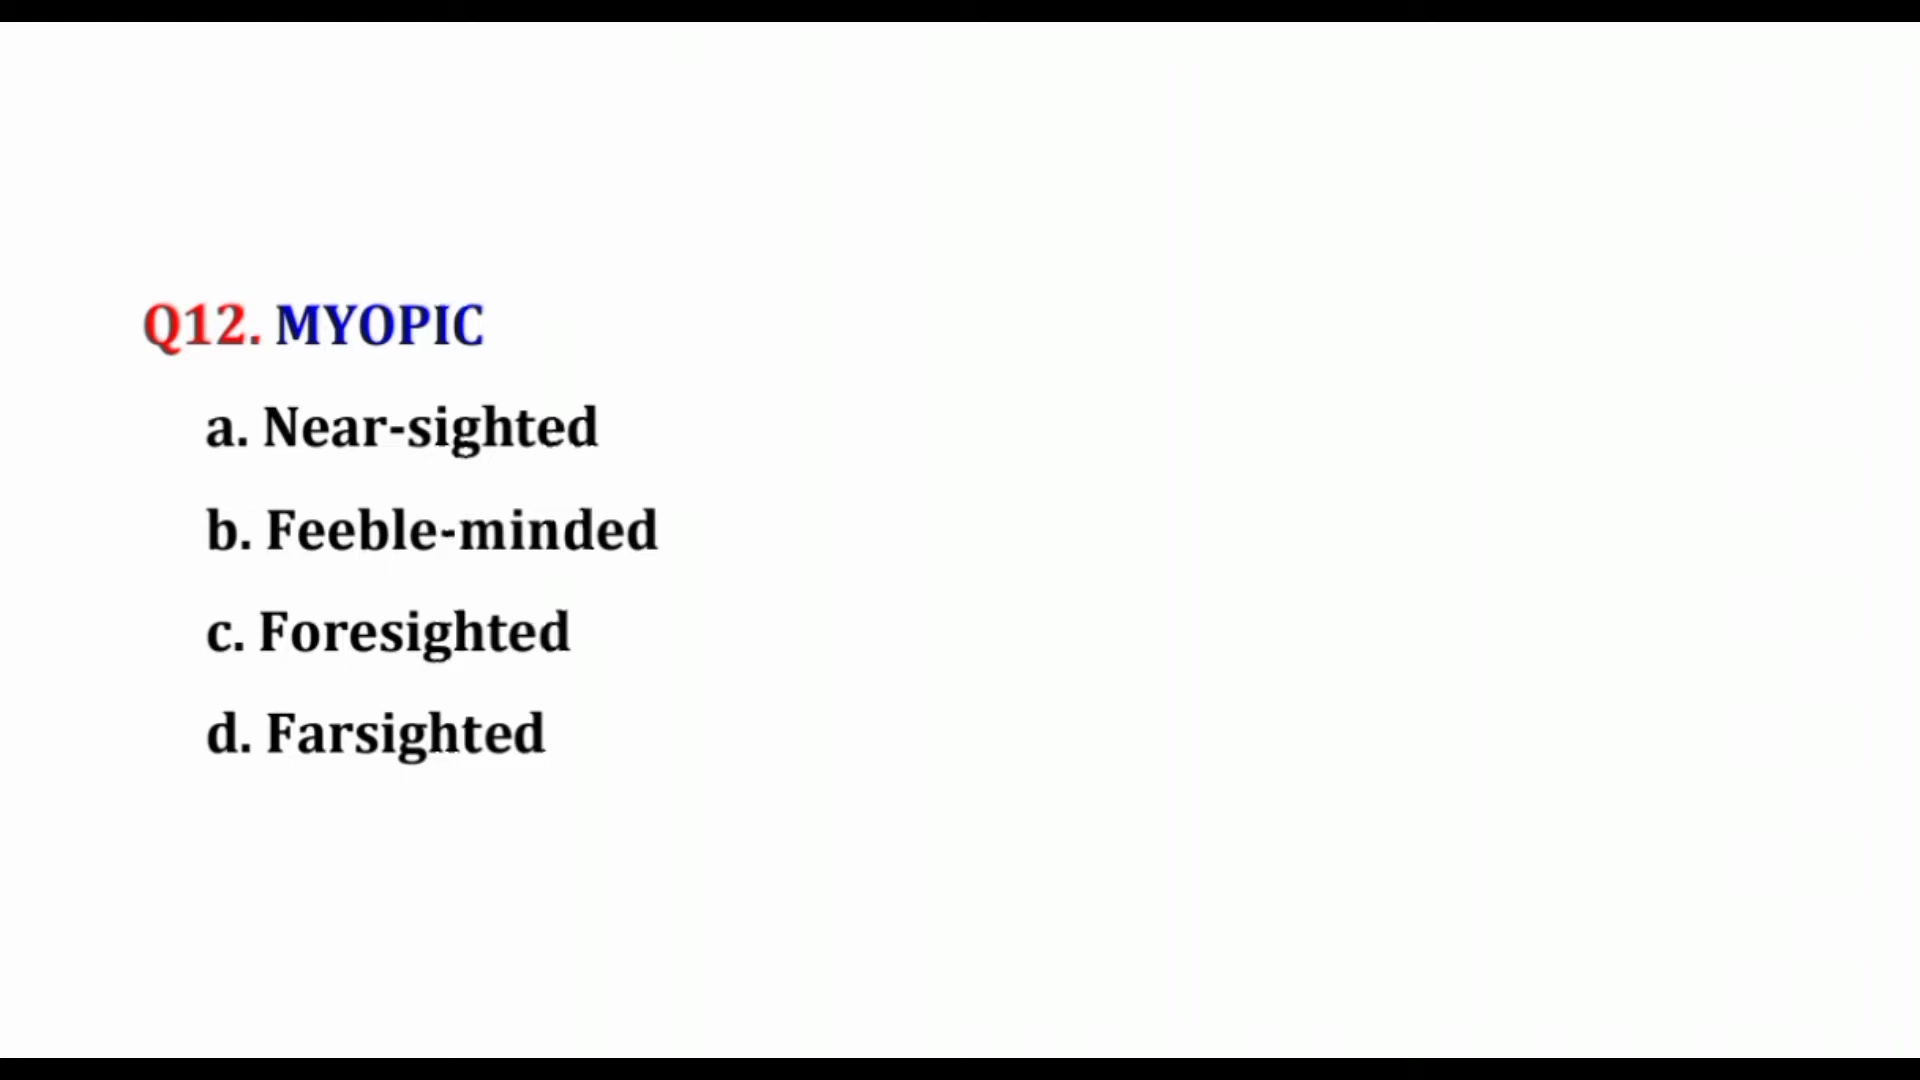 Q12. MYOPIC
a. Near-sighted
b. Feeble-minded
c. Foresighted
d. Farsighted